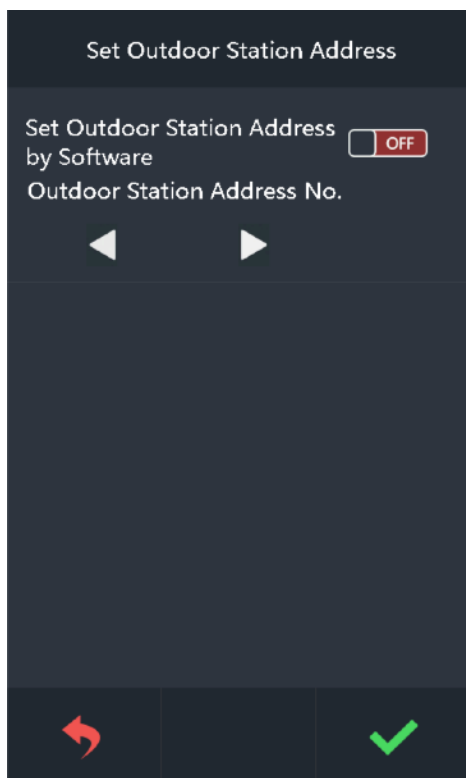 Set Outdoor Station Address
Set Outdoor Station Address
by Software
OFF
Outdoor Station Address No.